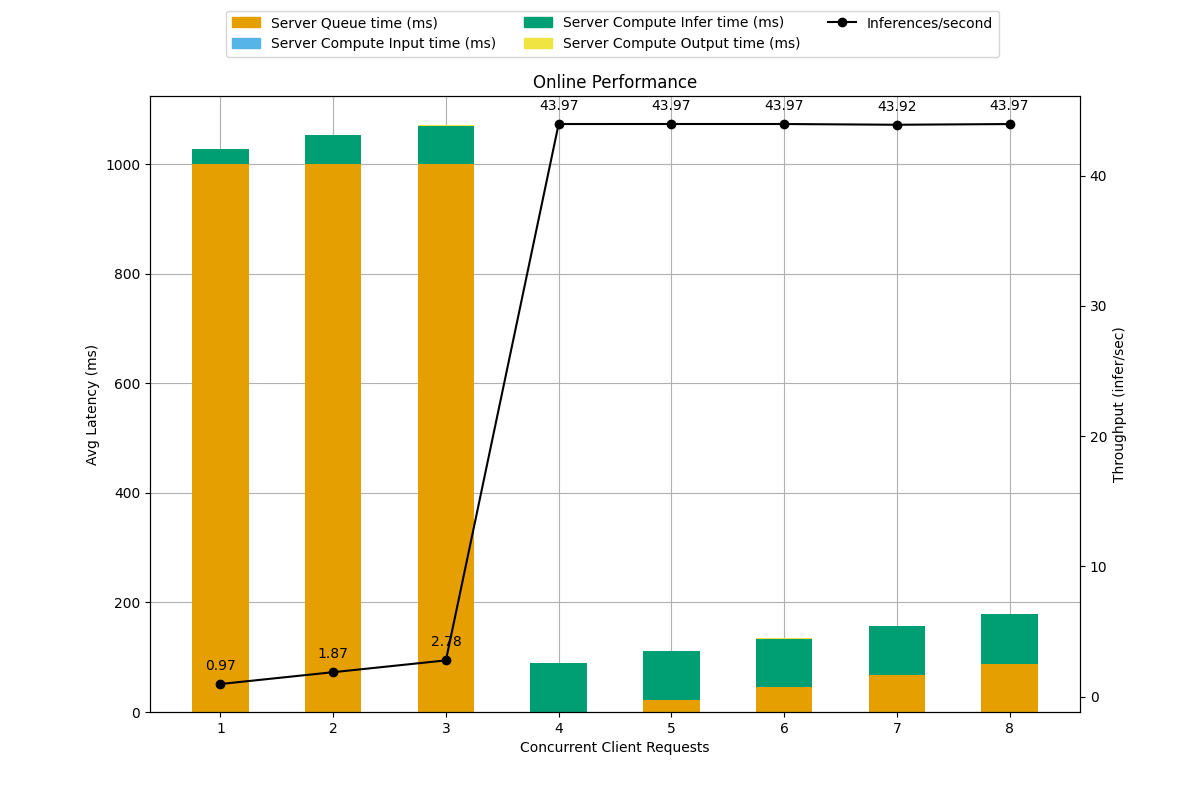 Server Queue time (ms)
Server Compute Input time (ms)
Server Compute Infer time (ms)
Server Compute Output time (ms)
Inferences/second
Online Performance
43.97 43.97 43.97 43.92 43.97
0.97 1.87 2.78
1000
800
600
400
200
0
Avg Latency (ms)
40
30
20
10
0
Throughput (infer/sec)
1 2 3 4 5 6 7 8
Concurrent Client Requests